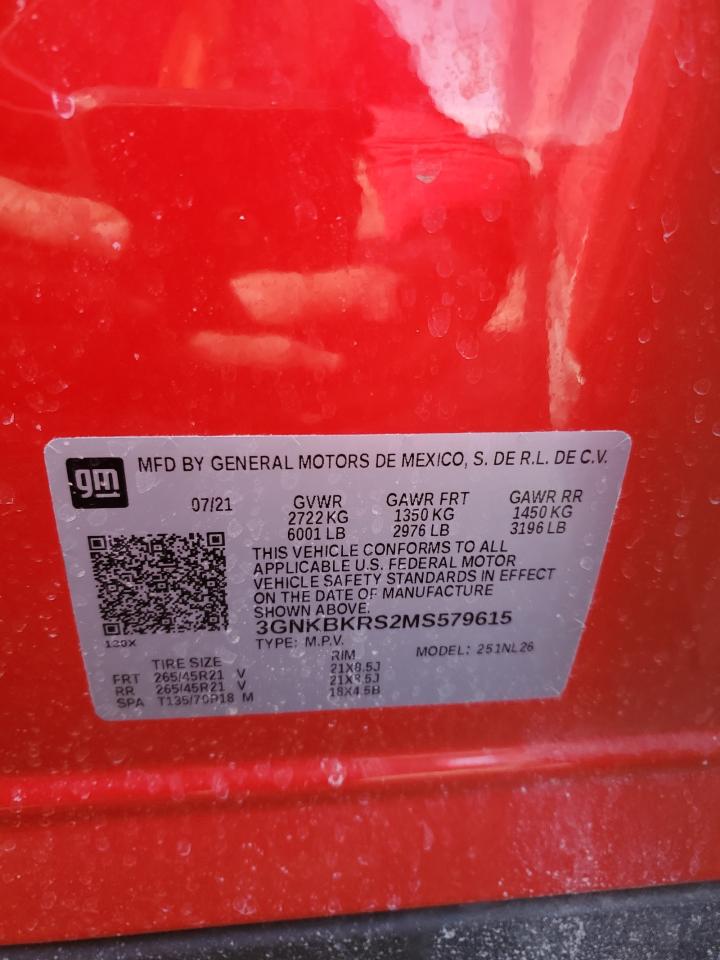 gm MFD BY GENERAL MOTORS DE MEXICO, S. DE R.L. DE C.V.
07/21 GVWR GAWR FRT GAWR RR
2722 KG 1350 KG 1450 KG
6001 LB 2976 LB 3196 LB
THIS VEHICLE CONFORMS TO ALL
APPLICABLE U.S. FEDERAL MOTOR
VEHICLE SAFETY STANDARDS IN EFFECT
ON THE DATE OF MANUFACTURE
SHOWN ABOVE.
3GNKBKRS2MS579615
TYPE: M.P.V. MODEL: 251NL26
TIRE SIZE RIM
FRT 265/45R21 V 21X8.5J
RR 265/45R21 V 21X8.5J
SPA T135/70R18 M 18X4.5B